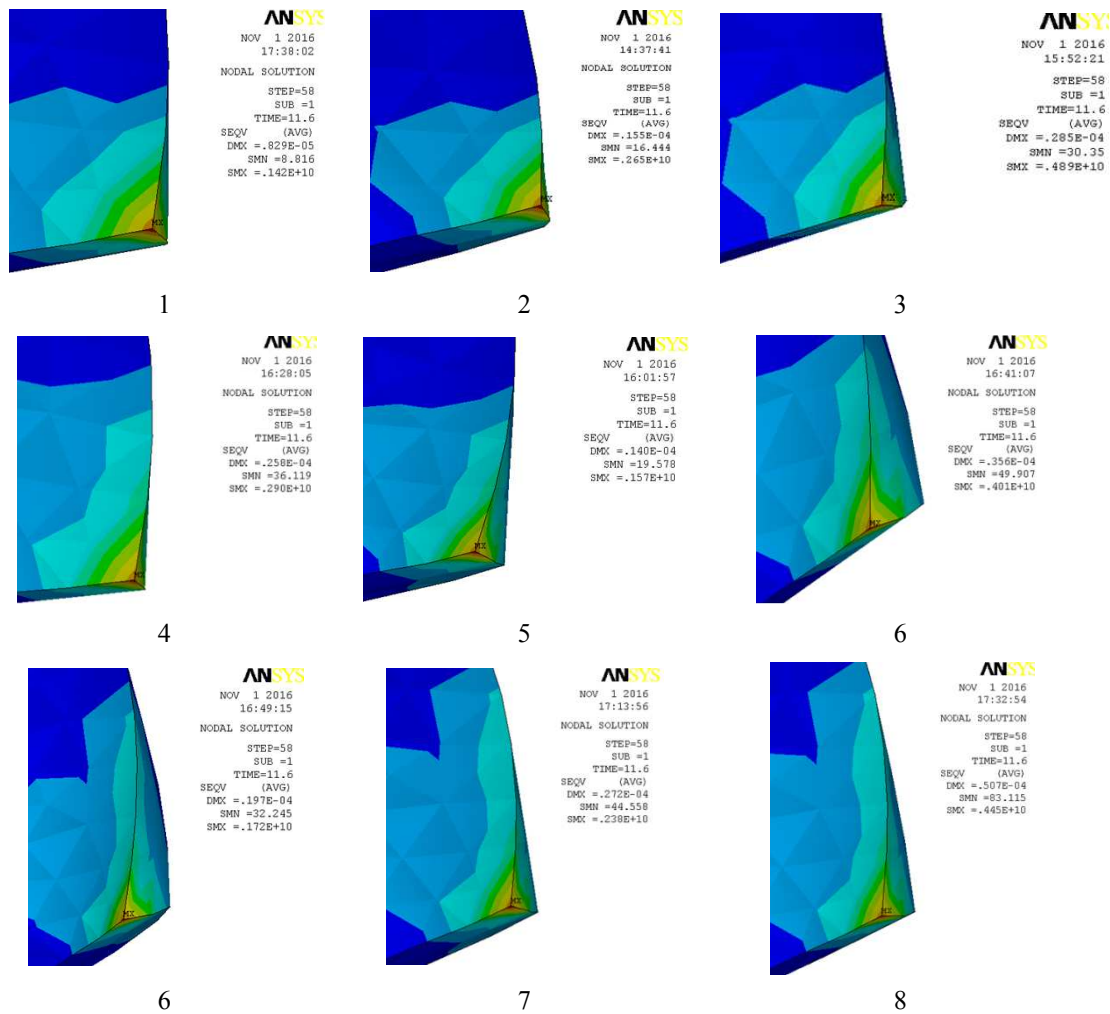 ANSYS
NOV 1 2016
17:38:02
NODAL SOLUTION
STEP=58
SUB =1
TIME=11.6
SEQV (AVG)
DMX =.829E-05
SMN =8.816
SMX =.142E+10
MX
1
ANSYS
NOV 1 2016
14:37:41
NODAL SOLUTION
STEP=58
SUB =1
TIME=11.6
SEQV (AVG)
DMX =.155E-04
SMN =16.444
SMX =.265E+10
MX
2
ANSYS
NOV 1 2016
15:52:21
STEP=58
SUB =1
TIME=11.6
SEQV (AVG)
DMX =.285E-04
SMN =30.35
SMX =.489E+10
MX
3
ANSYS
NOV 1 2016
16:28:05
NODAL SOLUTION
STEP=58
SUB =1
TIME=11.6
SEQV (AVG)
DMX =.258E-04
SMN =36.119
SMX =.290E+10
MX
4
ANSYS
NOV 1 2016
16:01:57
NODAL SOLUTION
STEP=58
SUB =1
TIME=11.6
SEQV (AVG)
DMX =.140E-04
SMN =19.578
SMX =.157E+10
MX
5
ANSYS
NOV 1 2016
16:41:07
NODAL SOLUTION
STEP=58
SUB =1
TIME=11.6
SEQV (AVG)
DMX =.356E-04
SMN =49.907
SMX =.401E+10
MX
6
ANSYS
NOV 1 2016
16:49:15
NODAL SOLUTION
STEP=58
SUB =1
TIME=11.6
SEQV (AVG)
DMX =.197E-04
SMN =32.245
SMX =.172E+10
MX
6
ANSYS
NOV 1 2016
17:13:56
NODAL SOLUTION
STEP=58
SUB =1
TIME=11.6
SEQV (AVG)
DMX =.272E-04
SMN =44.558
SMX =.238E+10
MX
7
ANSYS
NOV 1 2016
17:32:54
NODAL SOLUTION
STEP=58
SUB =1
TIME=11.6
SEQV (AVG)
DMX =.507E-04
SMN =83.115
SMX =.445E+10
MX
8